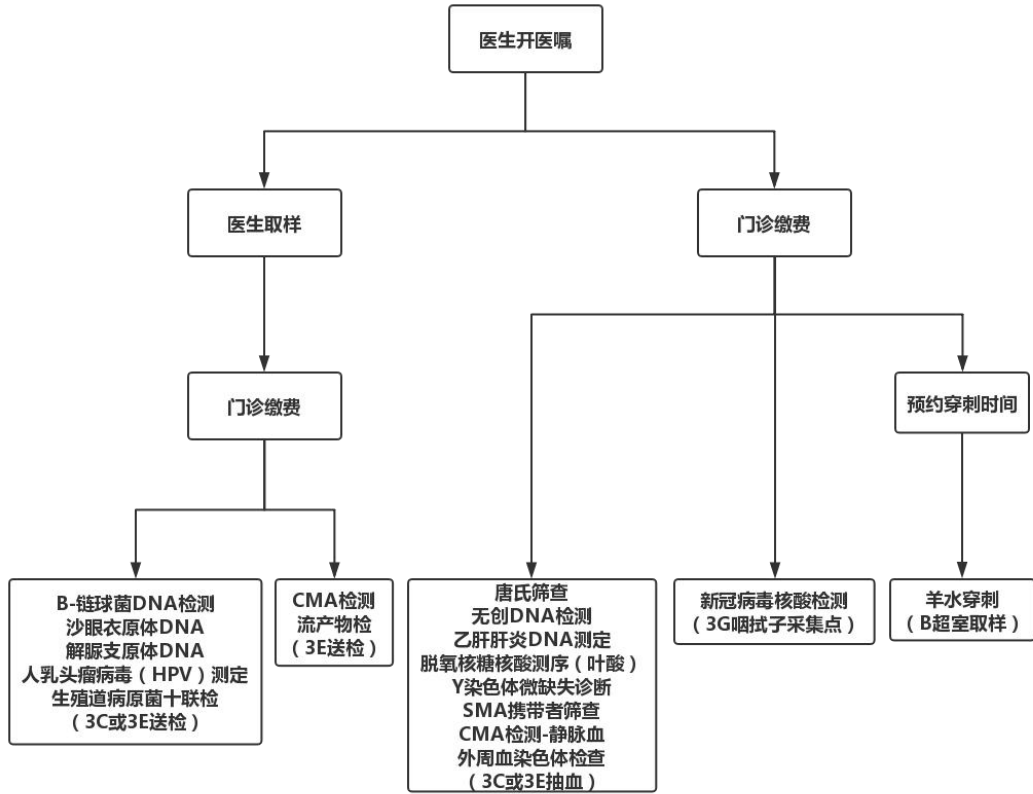 医生开医嘱
医生取样
门诊缴费
门诊缴费
预约穿刺时间
B-链球菌DNA检测
沙眼衣原体DNA
解脲支原体DNA
人乳头瘤病毒（HPV）测定
生殖道病原菌十联检
（3C或3E送检）
CMA检测
流产物检
（3E送检）
唐氏筛查
无创DNA检测
乙肝肝炎DNA测定
脱氧核糖核酸测序（叶酸）
Y染色体微缺失诊断
SMA携带者筛查
CMA检测-静脉血
外周血染色体检查
（3C或3E抽血）
新冠病毒核酸检测
（3G咽拭子采集点）
羊水穿刺
（B超室取样）